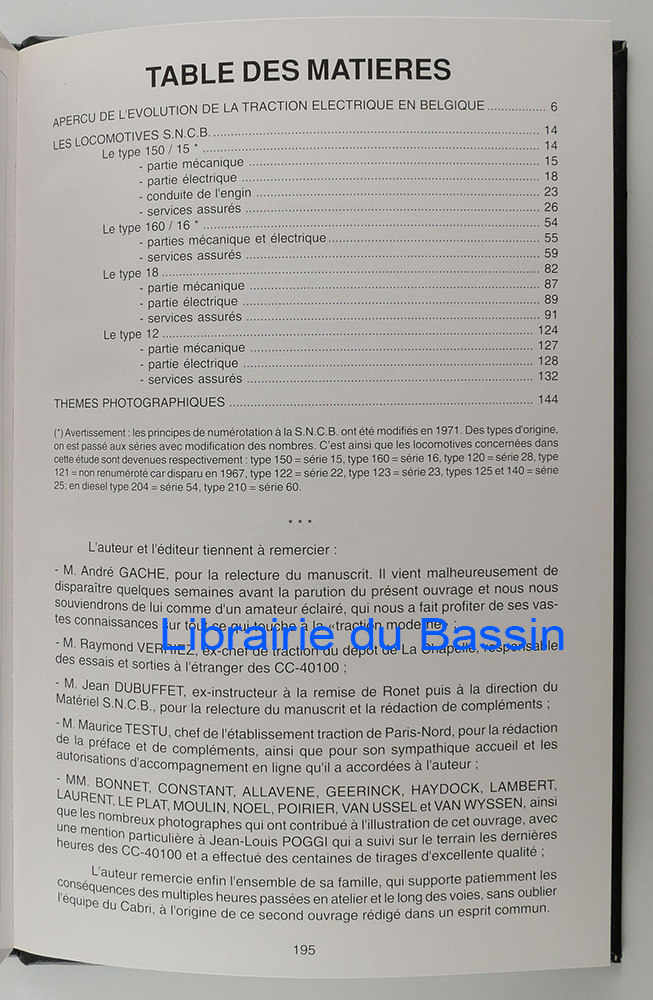 TABLE DES MATIERES
APERCU DE L'EVOLUTION DE LA TRACTION ELECTRIQUE EN BELGIQUE ................. 6
LES LOCOMOTIVES S.N.C.B. ................. 14
Le type 150 / 15 * ................. 14
- partie mécanique ................. 15
- partie électrique ................. 18
- conduite de l'engin ................. 23
- services assurés ................. 26
Le type 160 / 16 * ................. 54
- parties mécanique et électrique ................. 55
- services assurés ................. 59
Le type 18 ................. 82
- partie mécanique ................. 87
- partie électrique ................. 89
- services assurés ................. 91
Le type 12 ................. 124
- partie mécanique ................. 127
- partie électrique ................. 128
- services assurés ................. 132
THEMES PHOTOGRAPHIQUES ................. 144
(*) Avertissement : les principes de numérotation à la S.N.C.B. ont été modifiés en 1971. Des types d'origine,
on est passé aux séries avec modification des nombres. C'est ainsi que les locomotives concernées dans
cette étude sont devenues respectivement : type 150 = série 15, type 160 = série 16, type 120 = série 28, type
121 = non renuméroté car disparu en 1967, type 122 = série 22, type 123 = série 23, types 125 et 140 = série
25; en diesel type 204 = série 54, type 210 = série 60.
* * *
L'auteur et l'éditeur tiennent à remercier :
- M. André GACHE, pour la relecture du manuscrit. Il vient malheureusement de
disparaître quelques semaines avant la parution du présent ouvrage et nous nous
souviendrons de lui comme d'un amateur éclairé, qui nous a fait profiter de ses vas-
tes connaissances sur tout ce qui touche à la «traction moderne» ;
Librairie du Bassin
- M. Raymond VERRIEZ, ex-chef de traction du dépôt de La Chapelle, responsable
des essais et sorties à l'étranger des CC-40100 ;
- M. Jean DUBUFFET, ex-instructeur à la remise de Ronet puis à la direction du
Matériel S.N.C.B., pour la relecture du manuscrit et la rédaction de compléments ;
- M. Maurice TESTU, chef de l'établissement traction de Paris-Nord, pour la rédaction
de la préface et de compléments, ainsi que pour son sympathique accueil et les
autorisations d'accompagnement en ligne qu'il a accordées à l'auteur ;
- MM. BONNET, CONSTANT, ALLAVENE, GEERINCK, HAYDOCK, LAMBERT,
LAURENT, LE PLAT, MOULIN, NOEL, POIRIER, VAN USSEL et VAN WYSSEN, ainsi
que les nombreux photographes qui ont contribué à l'illustration de cet ouvrage, avec
une mention particulière à Jean-Louis POGGI qui a suivi sur le terrain les dernières
heures des CC-40100 et a effectué des centaines de tirages d'excellente qualité ;
L'auteur remercie enfin l'ensemble de sa famille, qui supporte patiemment les
conséquences des multiples heures passées en atelier et le long des voies, sans oublier
l'équipe du Cabri, à l'origine de ce second ouvrage rédigé dans un esprit commun.
195